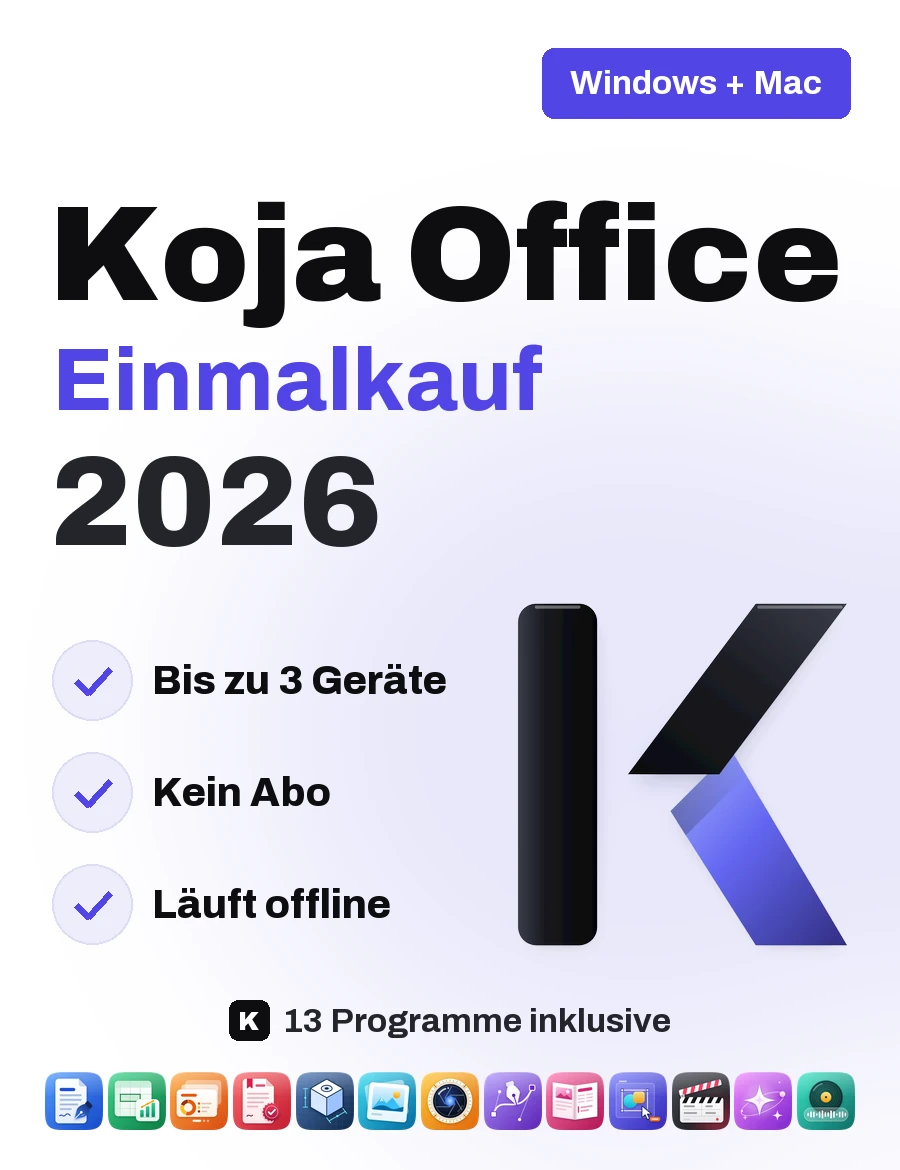 Windows + Mac
Koja Office
Einmalkauf
2026
Bis zu 3 Geräte
Kein Abo
Läuft offline
K 13 Programme inklusive